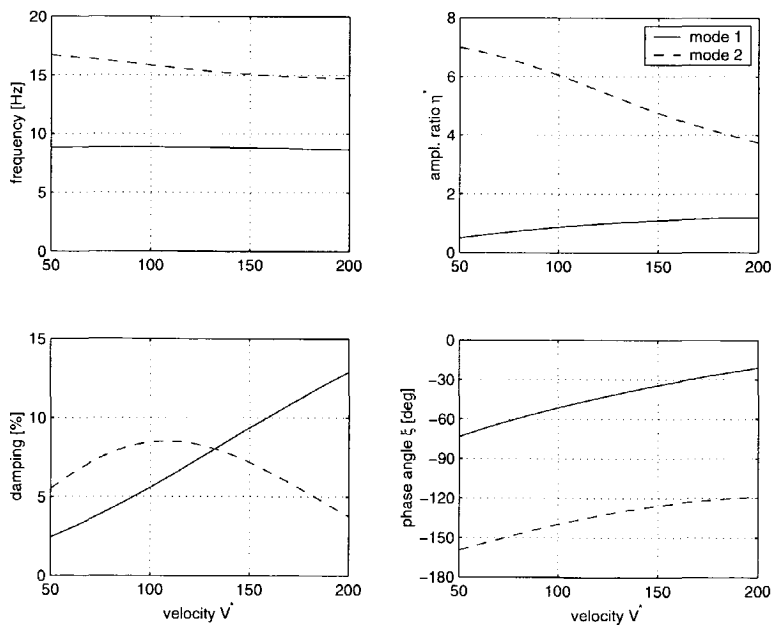 frequency [Hz]
20
15
10
5
0
50 100 150 200
ampl. ratio η*
8
6
4
2
0
50 100 150 200
mode 1
mode 2
damping [%]
15
10
5
0
50 100 150 200
velocity V*
phase angle ξ [deg]
0
−30
−60
−90
−120
−150
−180
50 100 150 200
velocity V*